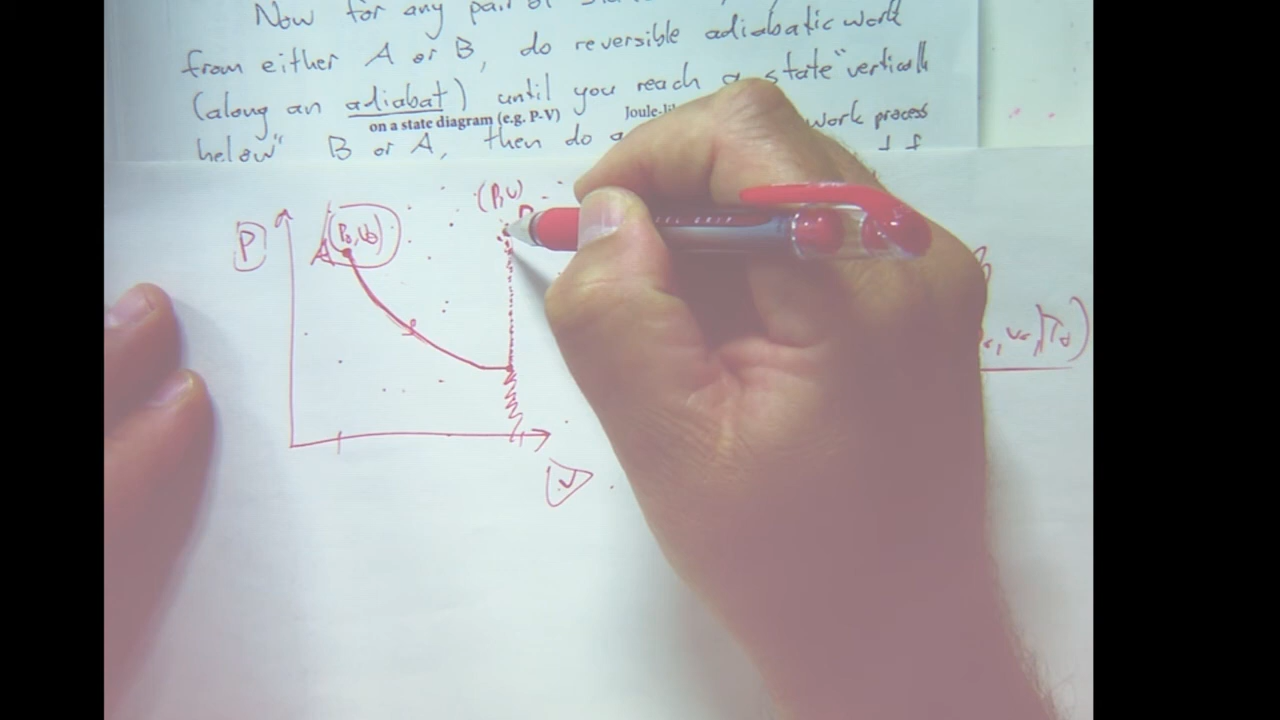 Now for any pair of
from either A or B, do reversible adiabatic work
(along an adiabat) until you reach a state "vertically
on a state diagram (e.g. P-V) Joule-li work process
below" B or A, then do a
(P,V)
P
A (P₀,V₀)
V